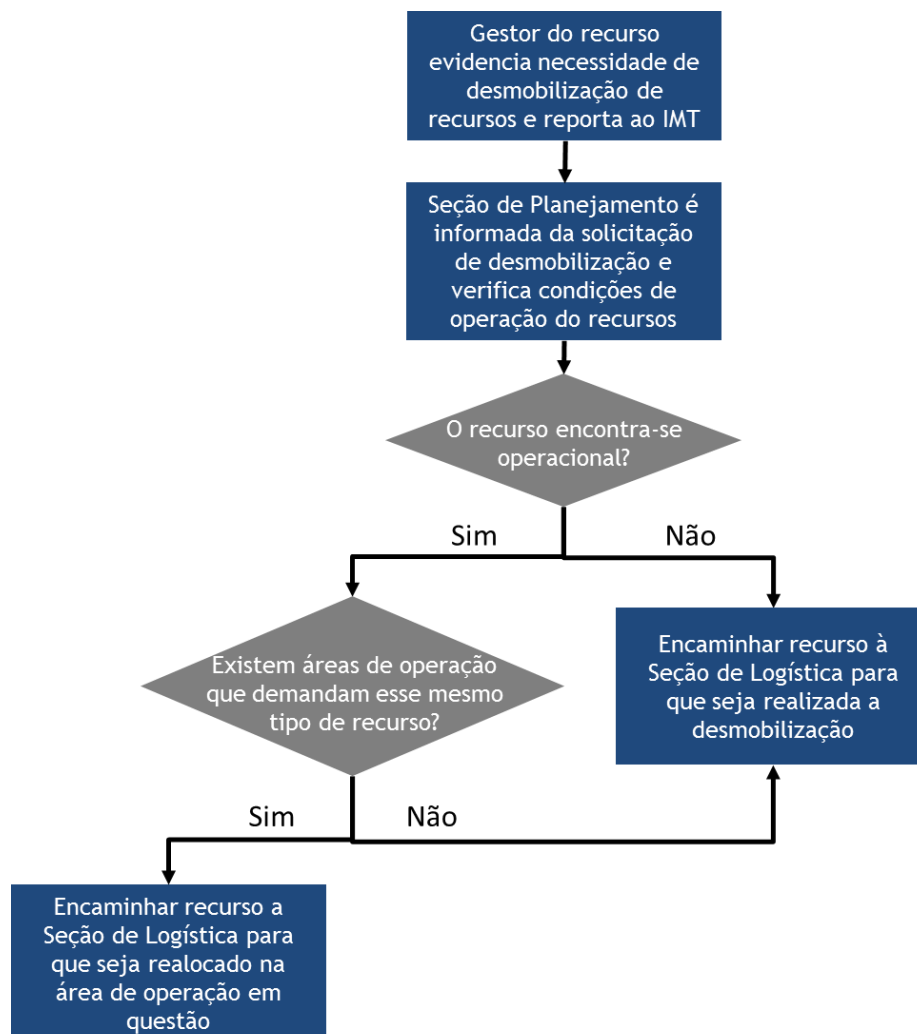 Gestor do recurso
evidencia necessidade de
desmobilização de
recursos e reporta ao IMT
Seção de Planejamento é
informada da solicitação
de desmobilização e
verifica condições de
operação do recursos
O recurso encontra-se
operacional?
Sim
Não
Existem áreas de operação
que demandam esse mesmo
tipo de recurso?
Encaminhar recurso à
Seção de Logística para
que seja realizada a
desmobilização
Sim
Não
Encaminhar recurso a
Seção de Logística para
que seja realocado na
área de operação em
questão